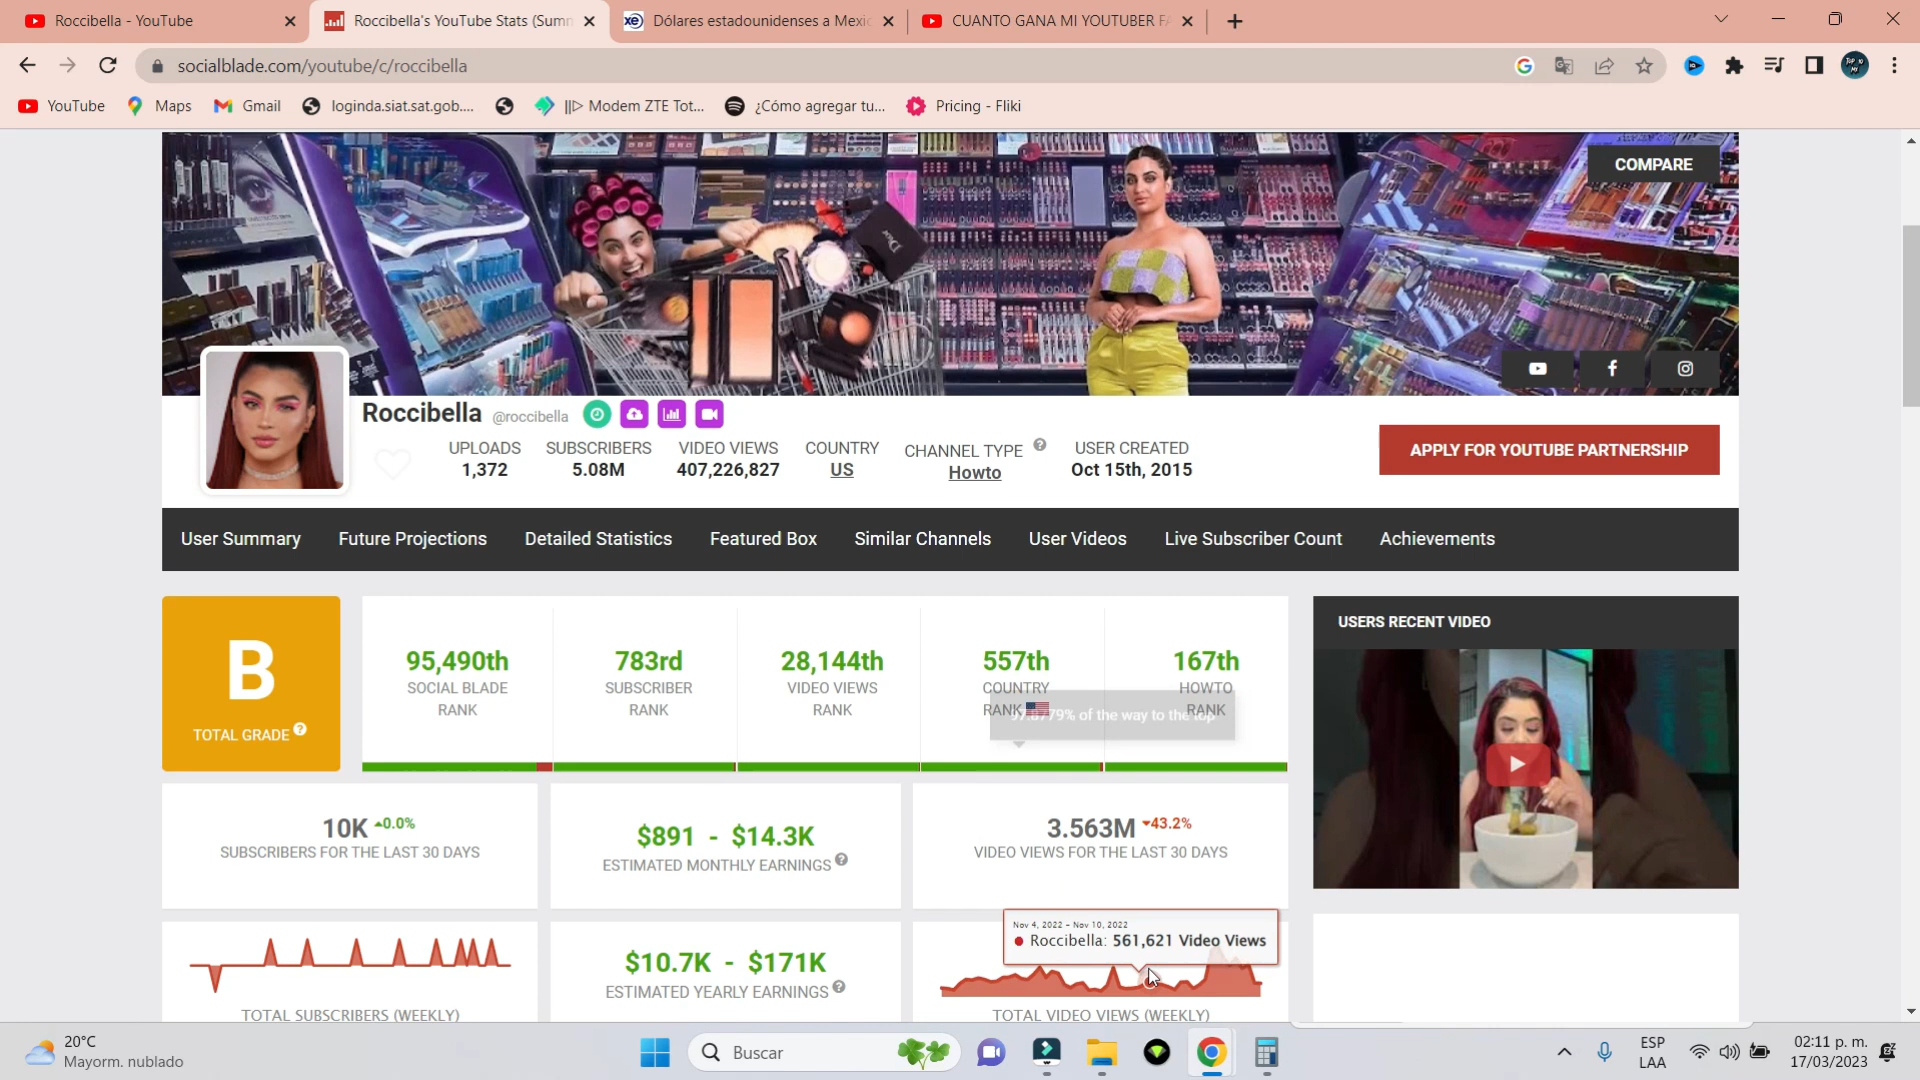 Roccibella - YouTube
Roccibella's YouTube Stats (Sum
Dólares estadounidenses a Mexic
CUANTO GANA MI YOUTUBER FA
socialblade.com/youtube/c/roccibella
YouTube
Maps
Gmail
loginda.siat.sat.gob....
||▷ Modem ZTE Tot...
¿Cómo agregar tu...
Pricing - Fliki
COMPARE
Roccibella @roccibella
UPLOADS
1,372
SUBSCRIBERS
5.08M
VIDEO VIEWS
407,226,827
COUNTRY
US
CHANNEL TYPE
Howto
USER CREATED
Oct 15th, 2015
APPLY FOR YOUTUBE PARTNERSHIP
User Summary
Future Projections
Detailed Statistics
Featured Box
Similar Channels
User Videos
Live Subscriber Count
Achievements
B
TOTAL GRADE
95,490th
SOCIAL BLADE
RANK
783rd
SUBSCRIBER
RANK
28,144th
VIDEO VIEWS
RANK
557th
COUNTRY
RANK
167th
HOWTO
RANK
% of the way to the top
USERS RECENT VIDEO
10K 0.0%
SUBSCRIBERS FOR THE LAST 30 DAYS
$891 - $14.3K
ESTIMATED MONTHLY EARNINGS
3.563M 43.2%
VIDEO VIEWS FOR THE LAST 30 DAYS
TOTAL SUBSCRIBERS (WEEKLY)
$10.7K - $171K
ESTIMATED YEARLY EARNINGS
Nov 4, 2022 - Nov 10, 2022
Roccibella: 561,621 Video Views
TOTAL VIDEO VIEWS (WEEKLY)
20°C
Mayorm. nublado
Buscar
ESP
LAA
02:11 p. m.
17/03/2023